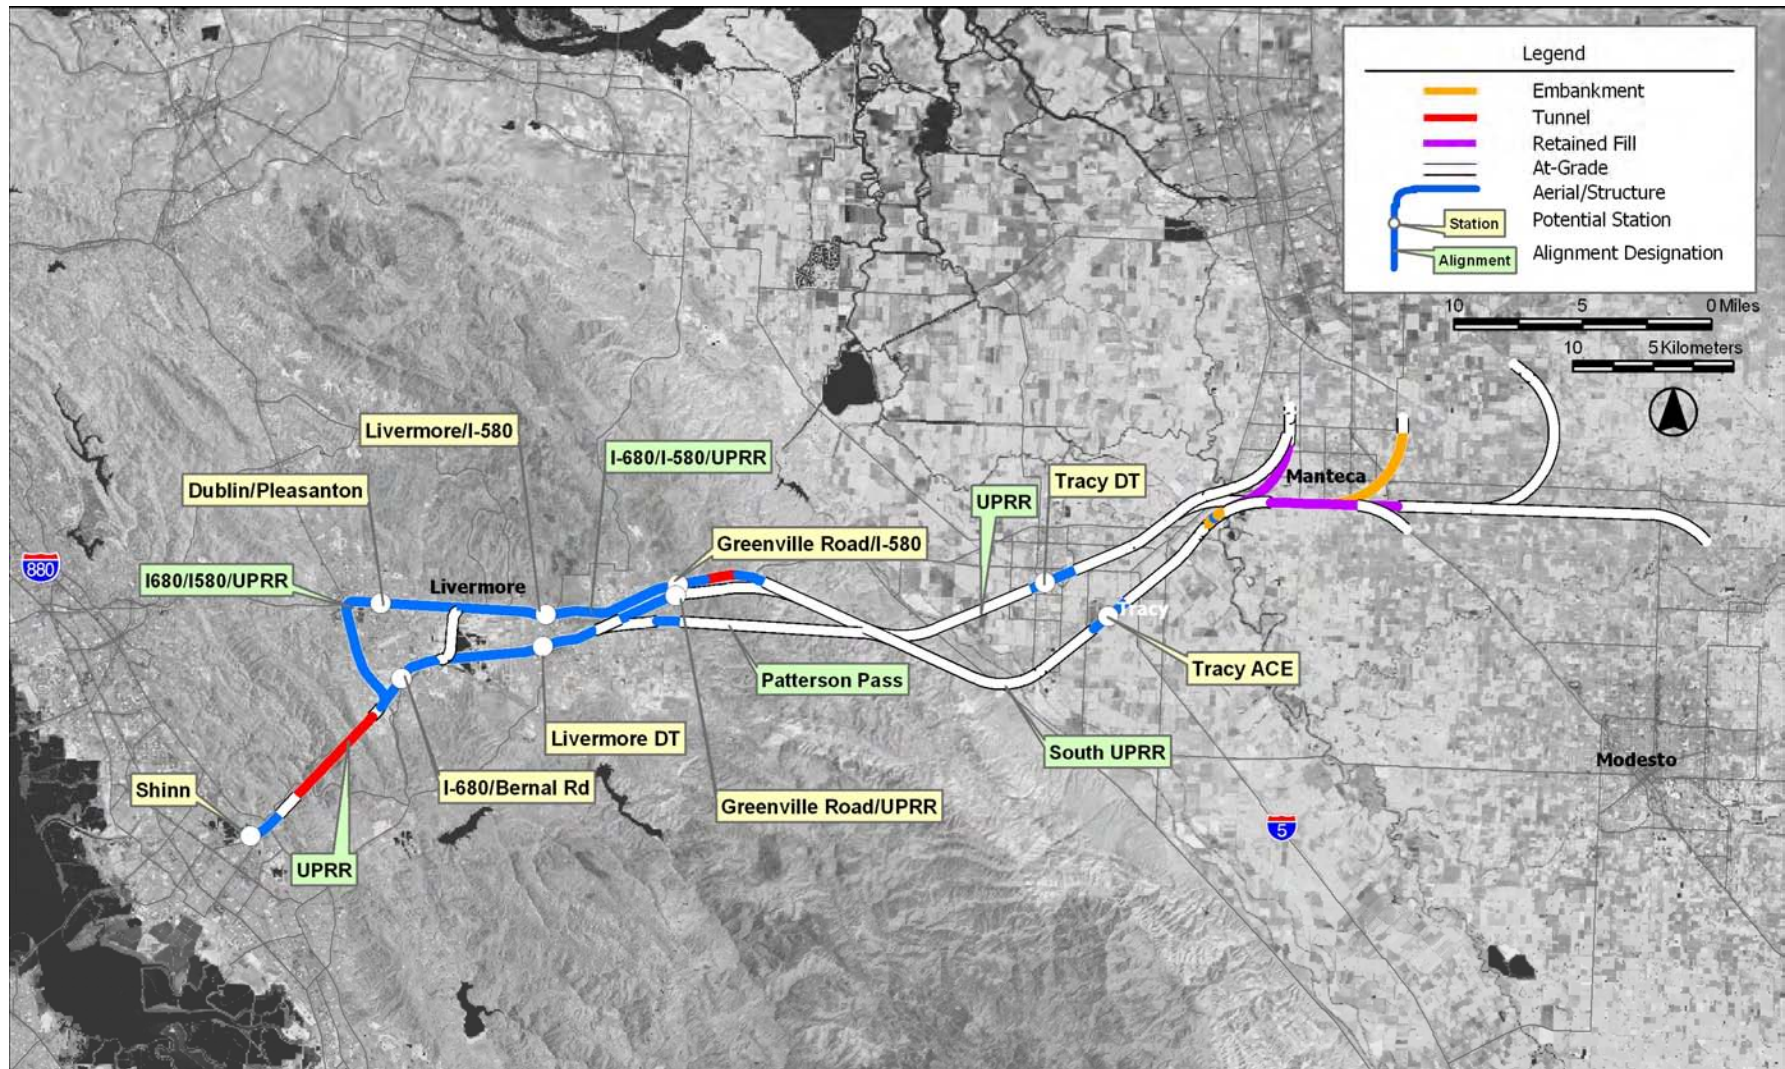 Legend
Embankment
Tunnel
Retained Fill
At-Grade
Aerial/Structure
Station
Potential Station
Alignment
Alignment Designation
10 5 0 Miles
10 5 Kilometers
Livermore/I-580
I-680/I-580/UPRR
Dublin/Pleasanton
Tracy DT
Manteca
UPRR
Greenville Road/I-580
880
I680/I580/UPRR
Livermore
Tracy
Patterson Pass
Tracy ACE
Livermore DT
South UPRR
Modesto
Shinn
I-680/Bernal Rd
Greenville Road/UPRR
5
UPRR